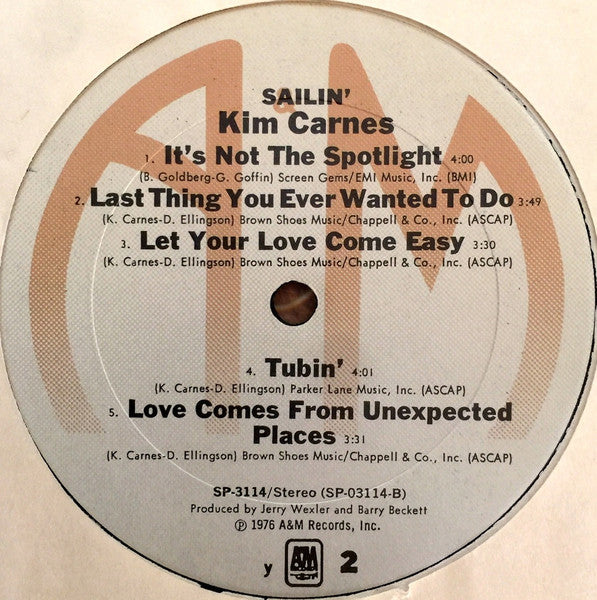 SAILIN'
Kim Carnes
1. It's Not The Spotlight 4:00
(B. Goldberg-G. Goffin) Screen Gems/EMI Music, Inc. (BMI)
2. Last Thing You Ever Wanted To Do 3:49
(K. Carnes-D. Ellingson) Brown Shoes Music/Chappell & Co., Inc. (ASCAP)
3. Let Your Love Come Easy 3:30
(K. Carnes-D. Ellingson) Brown Shoes Music/Chappell & Co., Inc. (ASCAP)
4. Tubin' 4:01
(K. Carnes-D. Ellingson) Parker Lane Music, Inc. (ASCAP)
5. Love Comes From Unexpected
Places 3:31
(K. Carnes-D. Ellingson) Brown Shoes Music/Chappell & Co., Inc. (ASCAP)
SP-3114/Stereo (SP-03114-B)
Produced by Jerry Wexler and Barry Beckett
℗ 1976 A&M Records, Inc.
y A&M 2